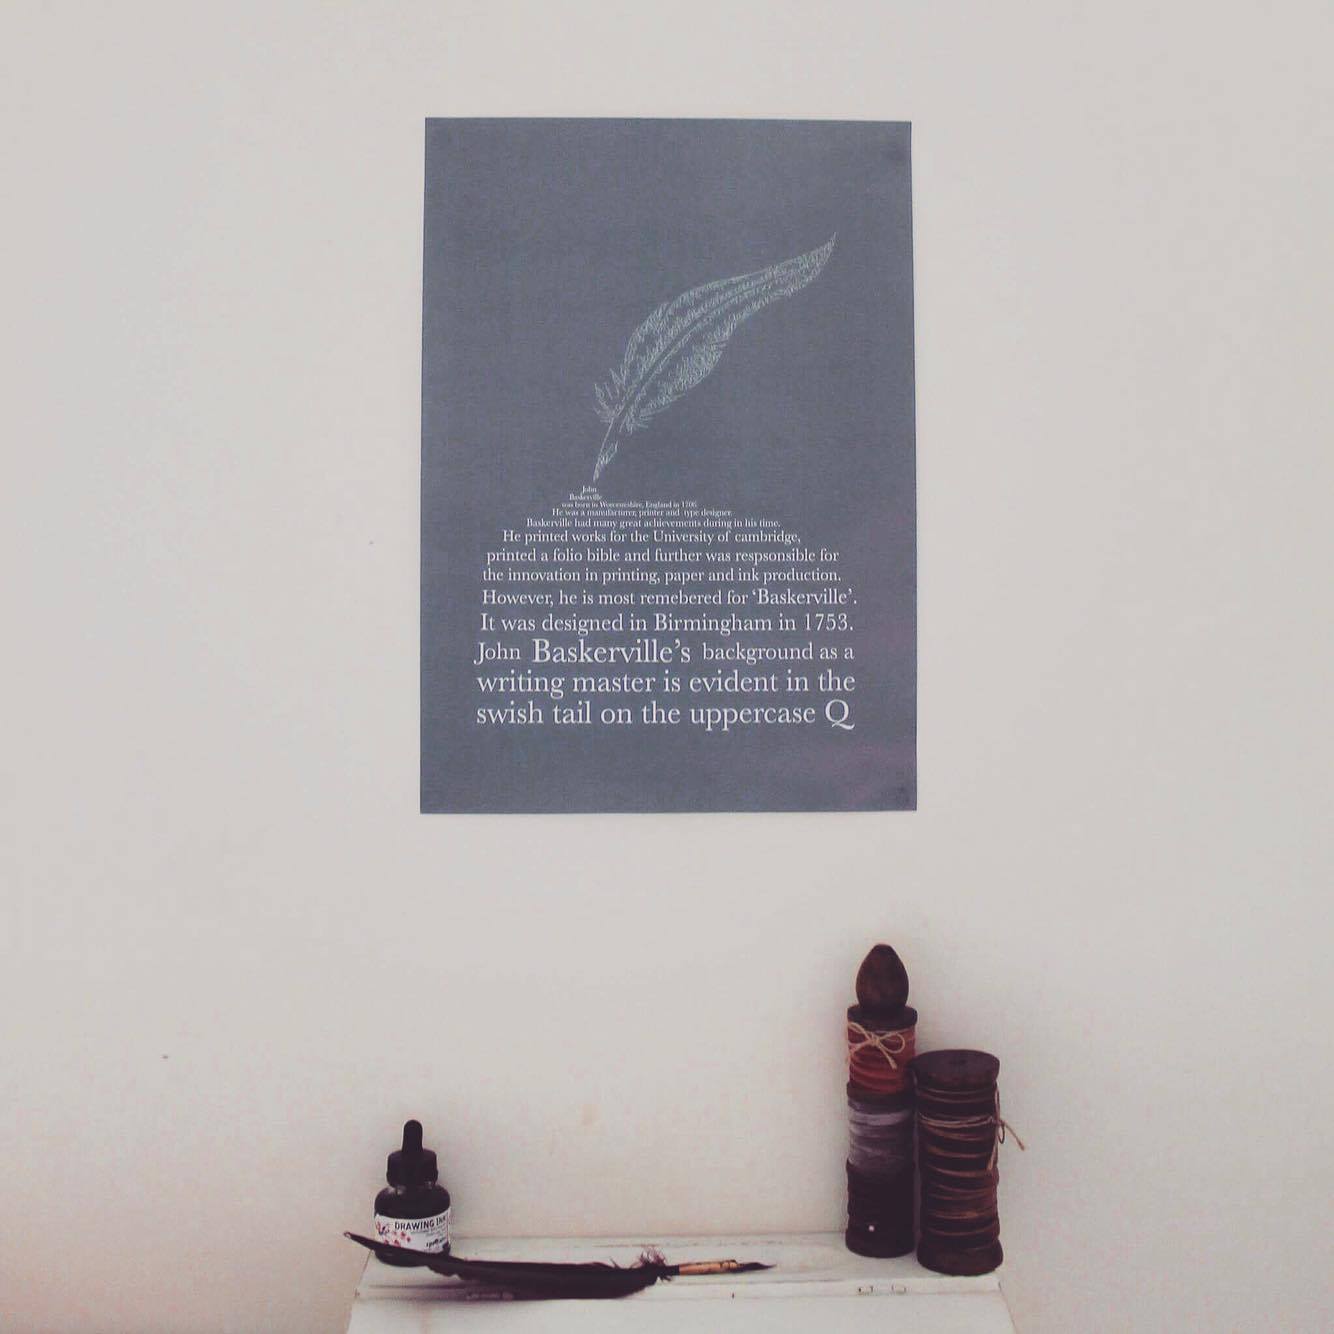 John
Baskerville
was born in Worcestershire, England in 1706.
He was a manufacturer, printer and type designer.
Baskerville had many great achievements during in his time.
He printed works for the University of cambridge,
printed a folio bible and further was respsonsible for
the innovation in printing, paper and ink production.
However, he is most remebered for ‘Baskerville’.
It was designed in Birmingham in 1753.
John Baskerville’s background as a
writing master is evident in the
swish tail on the uppercase Q
DRAWING INK